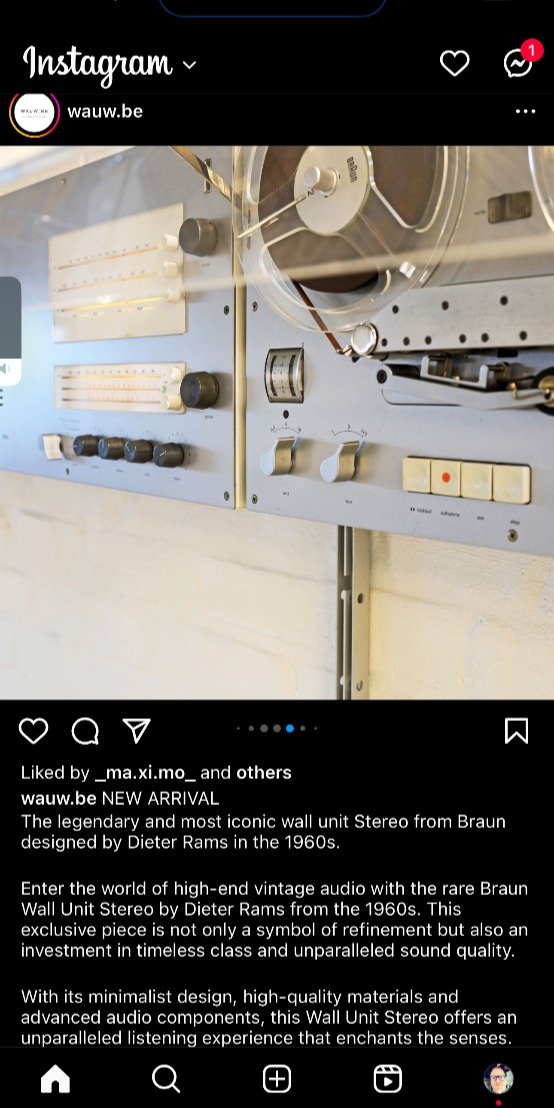 Instagram
1
WAUW.BE
wauw.be
BRAUN
aufnahme
stop
Liked by _ma.xi.mo_ and others
wauw.be NEW ARRIVAL
The legendary and most iconic wall unit Stereo from Braun
designed by Dieter Rams in the 1960s.
Enter the world of high-end vintage audio with the rare Braun
Wall Unit Stereo by Dieter Rams from the 1960s. This
exclusive piece is not only a symbol of refinement but also an
investment in timeless class and unparalleled sound quality.
With its minimalist design, high-quality materials and
advanced audio components, this Wall Unit Stereo offers an
unparalleled listening experience that enchants the senses.